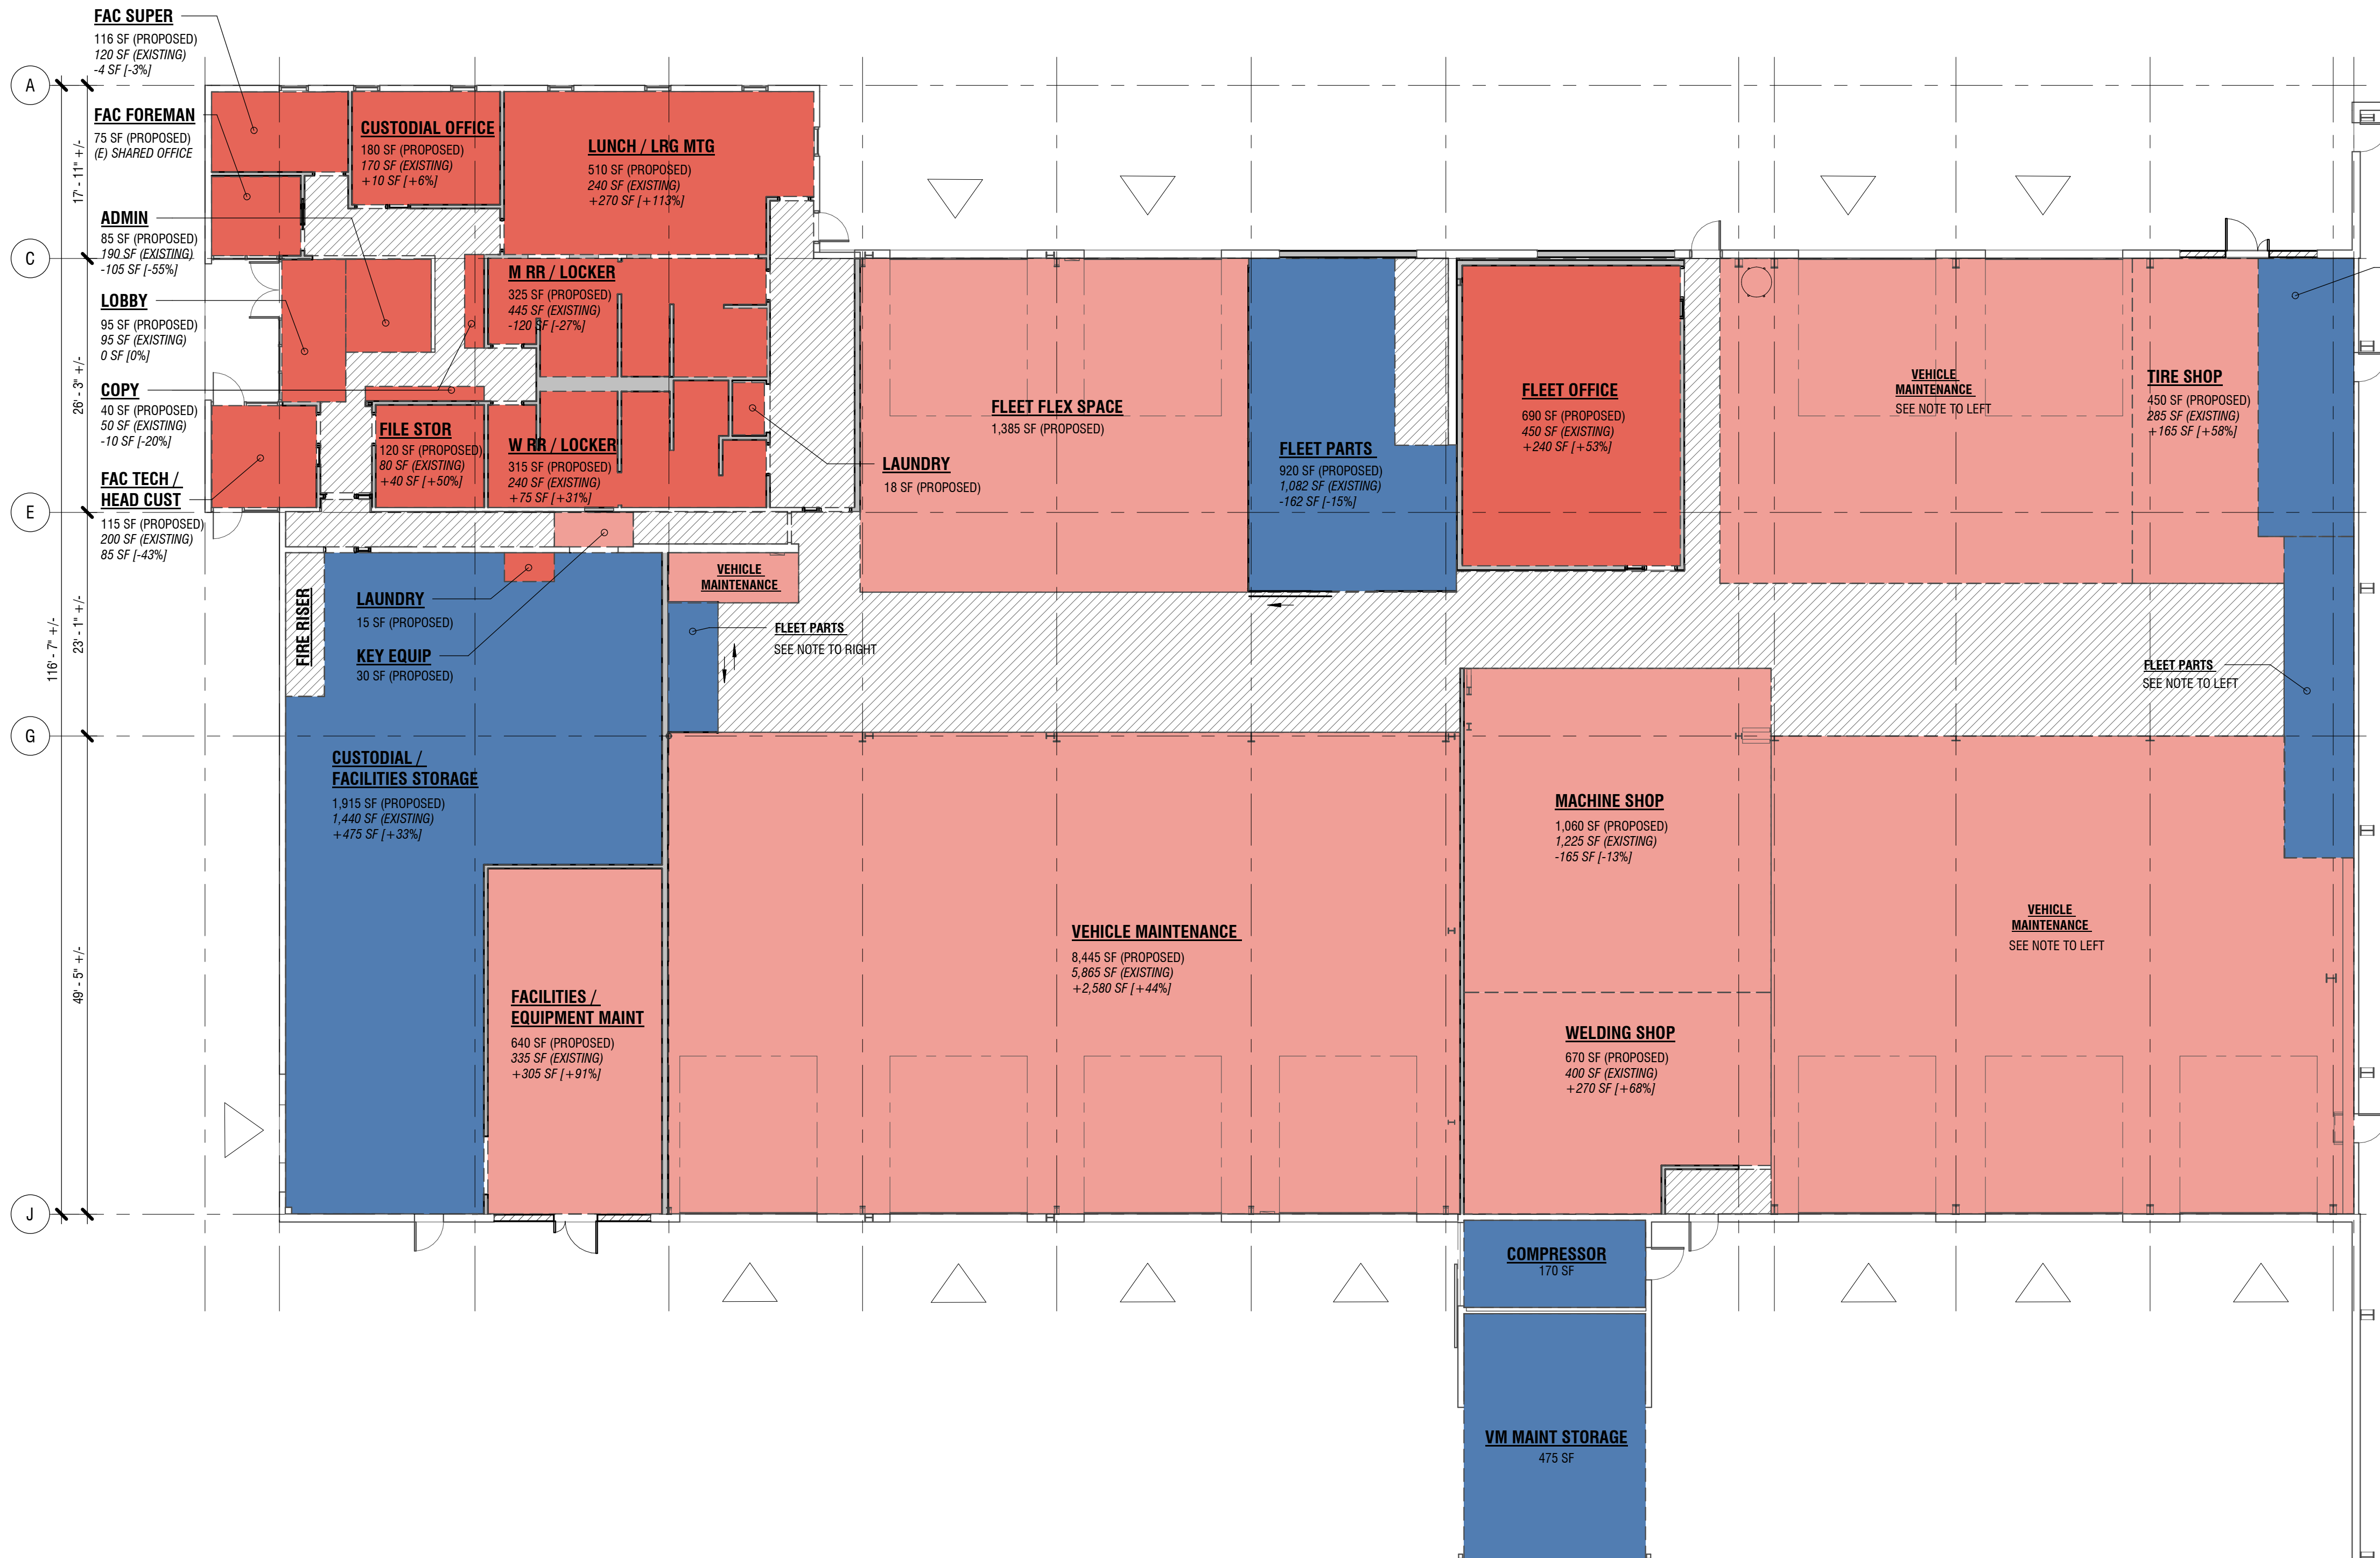 FAC SUPER
116 SF (PROPOSED)
120 SF (EXISTING)
-4 SF [-3%]
A
FAC FOREMAN
75 SF (PROPOSED)
(E) SHARED OFFICE
CUSTODIAL OFFICE
180 SF (PROPOSED)
170 SF (EXISTING)
+10 SF [+6%]
LUNCH / LRG MTG
510 SF (PROPOSED)
240 SF (EXISTING)
+270 SF [+113%]
17' - 11" +/-
ADMIN
85 SF (PROPOSED)
190 SF (EXISTING)
-105 SF [-55%]
C
M RR / LOCKER
325 SF (PROPOSED)
445 SF (EXISTING)
-120 SF [-27%]
LOBBY
95 SF (PROPOSED)
95 SF (EXISTING)
0 SF [0%]
26' - 3" +/-
COPY
40 SF (PROPOSED)
50 SF (EXISTING)
-10 SF [-20%]
FILE STOR
120 SF (PROPOSED)
80 SF (EXISTING)
+40 SF [+50%]
W RR / LOCKER
315 SF (PROPOSED)
240 SF (EXISTING)
+75 SF [+31%]
LAUNDRY
18 SF (PROPOSED)
FLEET FLEX SPACE
1,385 SF (PROPOSED)
FLEET PARTS
920 SF (PROPOSED)
1,082 SF (EXISTING)
-162 SF [-15%]
FLEET OFFICE
690 SF (PROPOSED)
450 SF (EXISTING)
+240 SF [+53%]
VEHICLE
MAINTENANCE
SEE NOTE TO LEFT
TIRE SHOP
450 SF (PROPOSED)
285 SF (EXISTING)
+165 SF [+58%]
FAC TECH /
HEAD CUST
115 SF (PROPOSED)
200 SF (EXISTING)
85 SF [-43%]
E
VEHICLE
MAINTENANCE
FIRE RISER
LAUNDRY
15 SF (PROPOSED)
KEY EQUIP
30 SF (PROPOSED)
FLEET PARTS
SEE NOTE TO RIGHT
FLEET PARTS
SEE NOTE TO LEFT
116' - 7" +/-
23' - 1" +/-
G
CUSTODIAL /
FACILITIES STORAGE
1,915 SF (PROPOSED)
1,440 SF (EXISTING)
+475 SF [+33%]
MACHINE SHOP
1,060 SF (PROPOSED)
1,225 SF (EXISTING)
-165 SF [-13%]
VEHICLE MAINTENANCE
8,445 SF (PROPOSED)
5,865 SF (EXISTING)
+2,580 SF [+44%]
VEHICLE
MAINTENANCE
SEE NOTE TO LEFT
49' - 5" +/-
FACILITIES /
EQUIPMENT MAINT
640 SF (PROPOSED)
335 SF (EXISTING)
+305 SF [+91%]
WELDING SHOP
670 SF (PROPOSED)
400 SF (EXISTING)
+270 SF [+68%]
J
COMPRESSOR
170 SF
VM MAINT STORAGE
475 SF